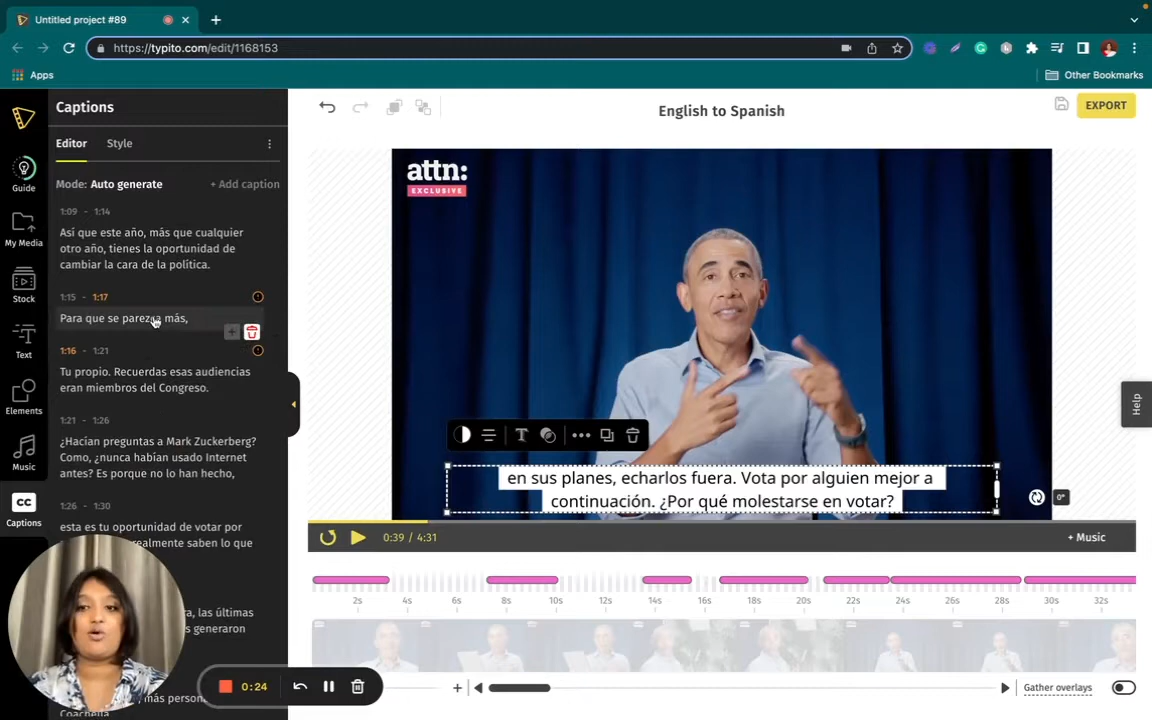 Untitled project #89
https://typito.com/edit/1168153
Apps
Other Bookmarks
Captions
English to Spanish
EXPORT
Editor
Style
Mode: Auto generate
+ Add caption
Guide
My Media
Stock
Text
Elements
Music
CC
Captions
1:09 - 1:14
Así que este año, más que cualquier
otro año, tienes la oportunidad de
cambiar la cara de la política.
1:15 - 1:17
Para que se parezca más,
1:16 - 1:21
Tu propio. Recuerdas esas audiencias
eran miembros del Congreso.
1:21 - 1:26
¿Hacían preguntas a Mark Zuckerberg?
Como, ¿nunca habían usado Internet
antes? Es porque no lo han hecho,
1:26 - 1:30
esta es tu oportunidad de votar por
realmente saben lo que
las últimas
generaron
más
Coachella
0:24
attn:
EXCLUSIVE
en sus planes, echarlos fuera. Vota por alguien mejor a
continuación. ¿Por qué molestarse en votar?
0°
Help
0:39 / 4:31
+ Music
2s
4s
6s
8s
10s
12s
14s
16s
18s
20s
22s
24s
26s
28s
30s
32s
Gather overlays